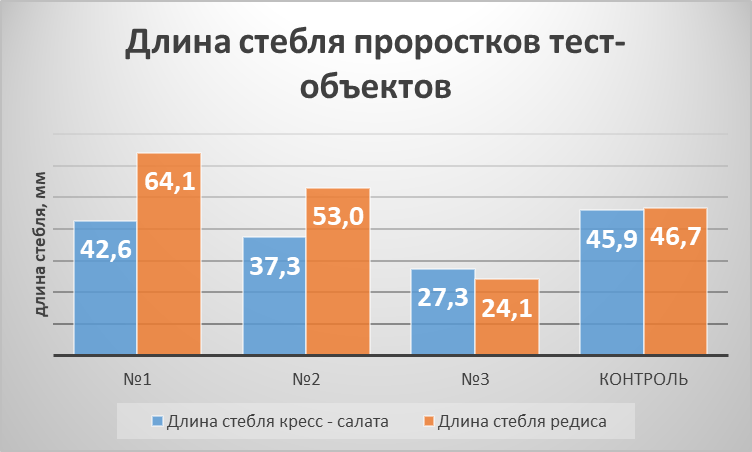 Длина стебля проростков тест-
объектов
длина стебля, мм
64,1
42,6
53,0
37,3
27,3
24,1
45,9
46,7
№1
№2
№3
КОНТРОЛЬ
Длина стебля кресс - салата
Длина стебля редиса